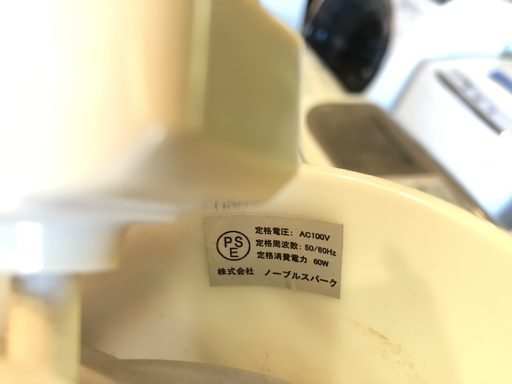 PS
E
定格電圧: AC100V
定格周波数: 50/60Hz
定格消費電力 60W
株式会社 ノーブルスパーク